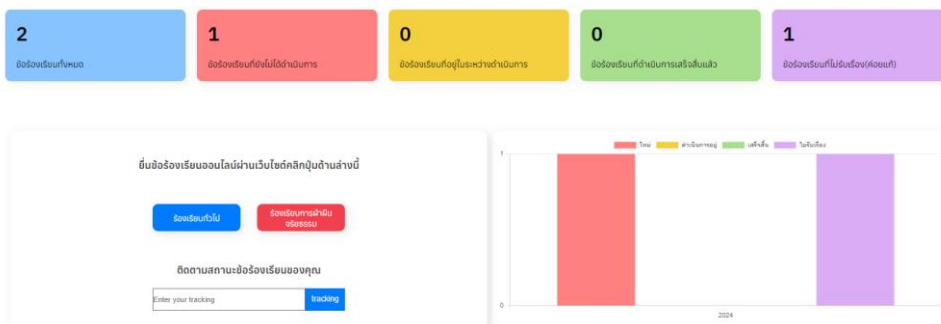 2
ข้อร้องเรียนทั้งหมด
1
ข้อร้องเรียนที่ยังไม่ได้ดำเนินการ
0
ข้อร้องเรียนที่อยู่ในระหว่างดำเนินการ
0
ข้อร้องเรียนที่ดำเนินการเสร็จสิ้นแล้ว
1
ข้อร้องเรียนที่ไม่รับเรื่อง(ค่อยแก้)
ยื่นข้อร้องเรียนออนไลน์ผ่านเว็บไซต์คลิกปุ่มด้านล่างนี้
ร้องเรียนทั่วไป
ร้องเรียนการฝ่าฝืน
จริยธรรม
ติดตามสถานะข้อร้องเรียนของคุณ
Enter your tracking tracking
ใหม่ ดำเนินการอยู่ เสร็จสิ้น ไม่รับเรื่อง
1
0
2024